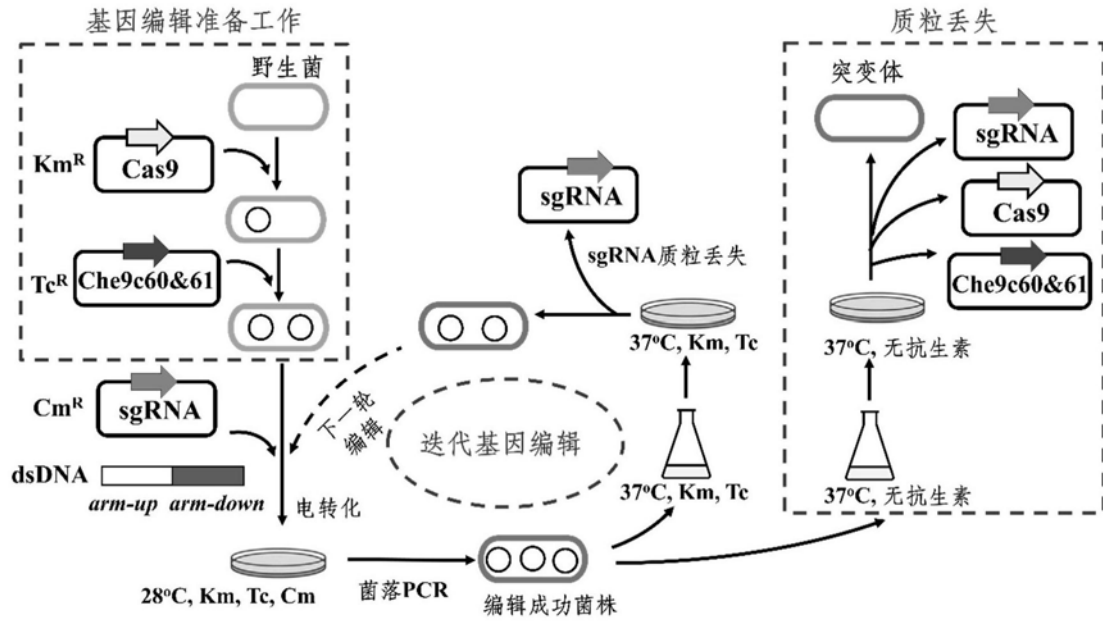 基因编辑准备工作
野生菌
Km^R
Cas9
Tc^R
Che9c60&61
Cm^R
sgRNA
dsDNA
arm-up arm-down
电转化
28°C, Km, Tc, Cm
菌落PCR
编辑成功菌株
37°C, Km, Tc
37°C, Km, Tc
sgRNA质粒丢失
sgRNA
下一轮
编辑
迭代基因编辑
质粒丢失
突变体
sgRNA
Cas9
Che9c60&61
37°C, 无抗生素
37°C, 无抗生素